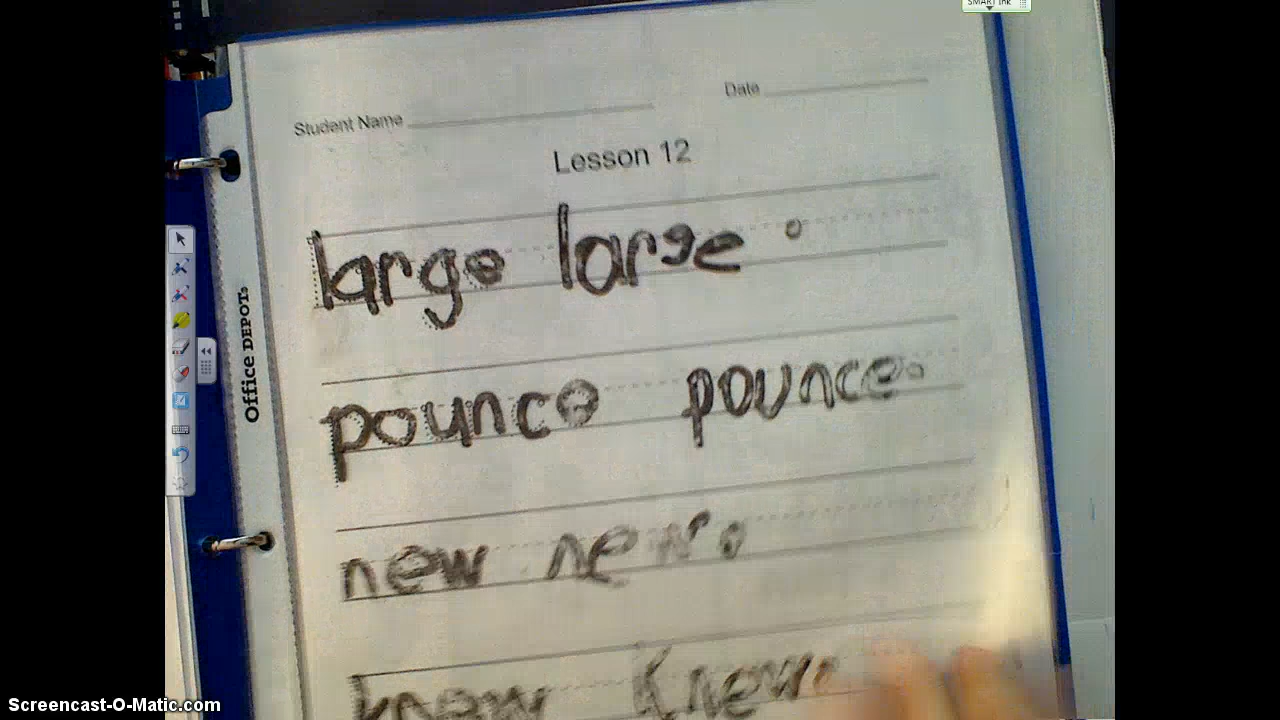 SMART Ink
Student Name
Date
Lesson 12
large large.
pounce pounce.
new new.
knew knew.
Office DEPOT
Screencast-O-Matic.com